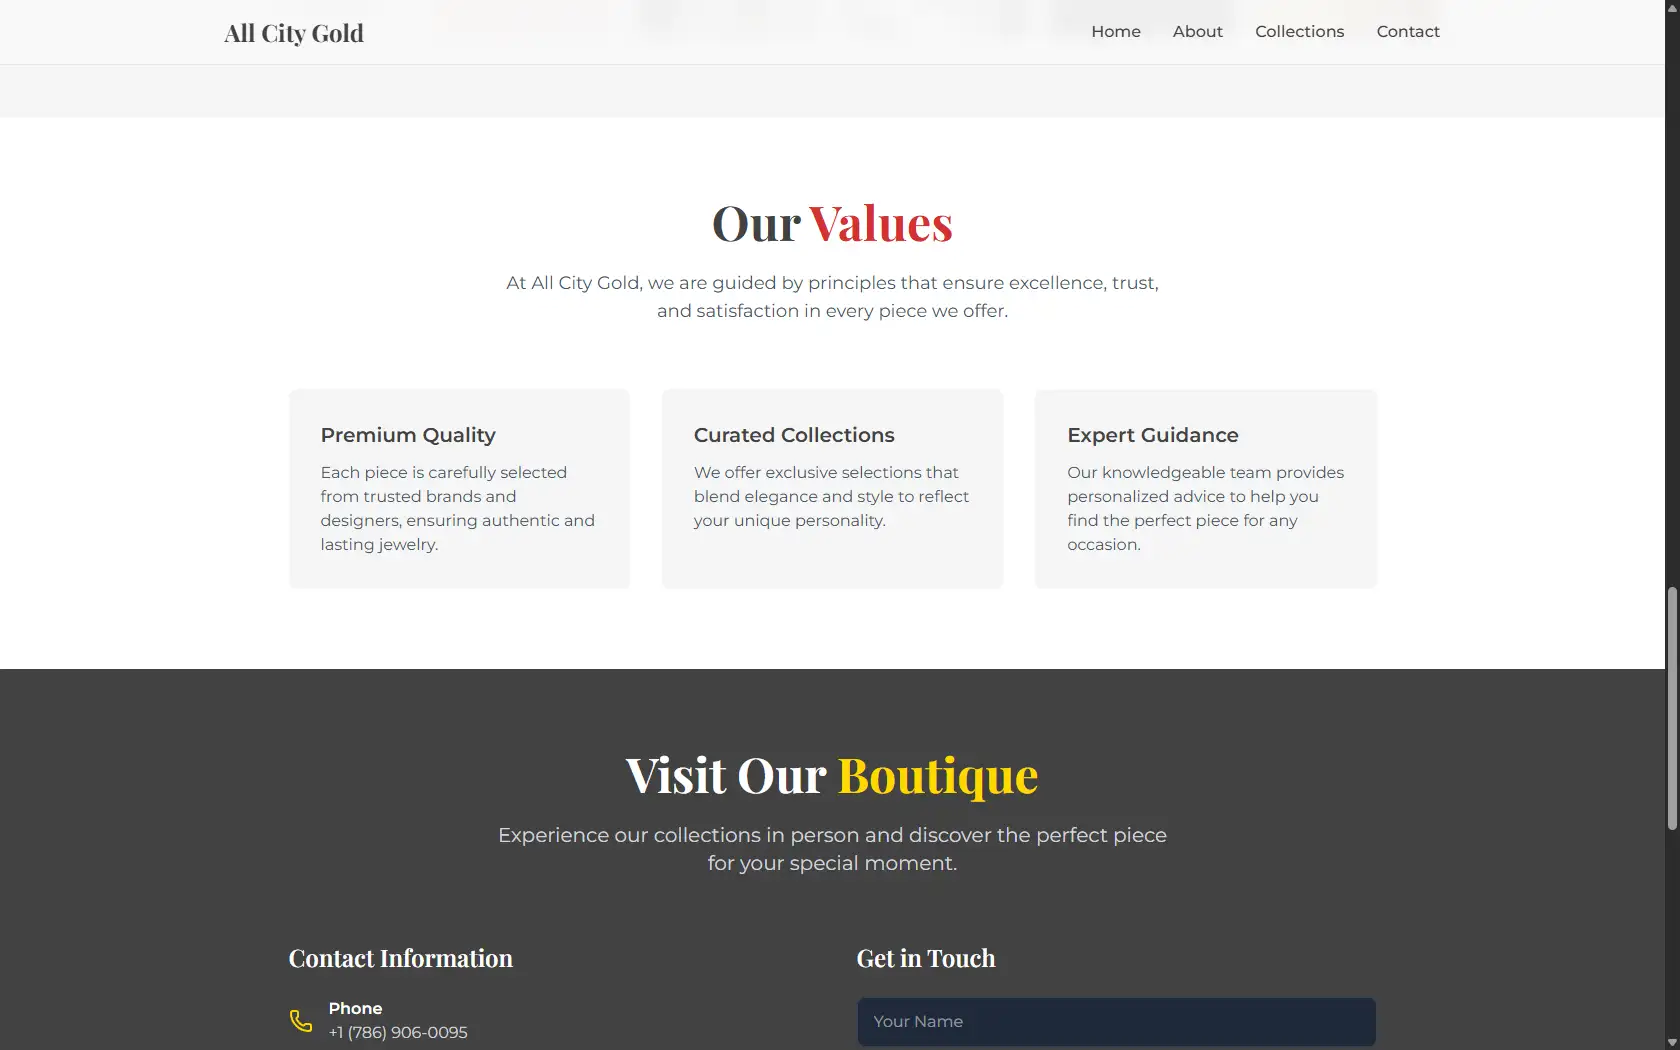 All City Gold
Home About Collections Contact
Our Values
At All City Gold, we are guided by principles that ensure excellence, trust,
and satisfaction in every piece we offer.
Premium Quality
Each piece is carefully selected
from trusted brands and
designers, ensuring authentic and
lasting jewelry.
Curated Collections
We offer exclusive selections that
blend elegance and style to reflect
your unique personality.
Expert Guidance
Our knowledgeable team provides
personalized advice to help you
find the perfect piece for any
occasion.
Visit Our Boutique
Experience our collections in person and discover the perfect piece
for your special moment.
Contact Information
Phone
+1 (786) 906-0095
Get in Touch
Your Name